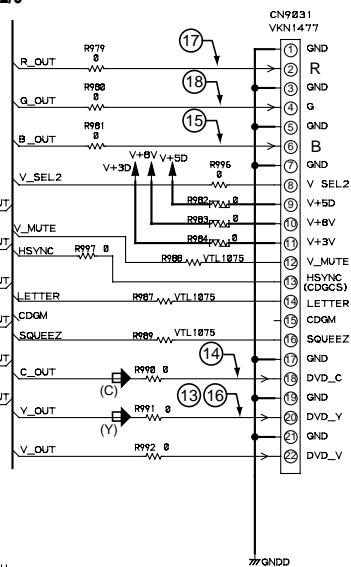 CN9031
VKN1477
17
R979
0
R_OUT
1 GND
2 R
R980
0
18
G_OUT
3 GND
4 G
R981
0
15
B_OUT
5 GND
6 B
V+8V
V+3D
V+5D
7 GND
R996
0
V_SEL2
8 V SEL2
R982 0
9 V+5D
R983 0
10 V+8V
R984 0
11 V+3V
V_MUTE
R988 VTL1075
12 V_MUTE
HSYNC
R997 0
13 HSYNC
(CDGCS)
LETTER
R987 VTL1075
14 LETTER
CDGM
15 CDGM
SQUEEZ
R989 VTL1075
16 SQUEEZ
17 GND
14
C_OUT
(C)
R990 0
18 DVD_C
19 GND
13 16
Y_OUT
(Y)
R991 0
20 DVD_Y
21 GND
V_OUT
R992 0
22 DVD_V
GNDD